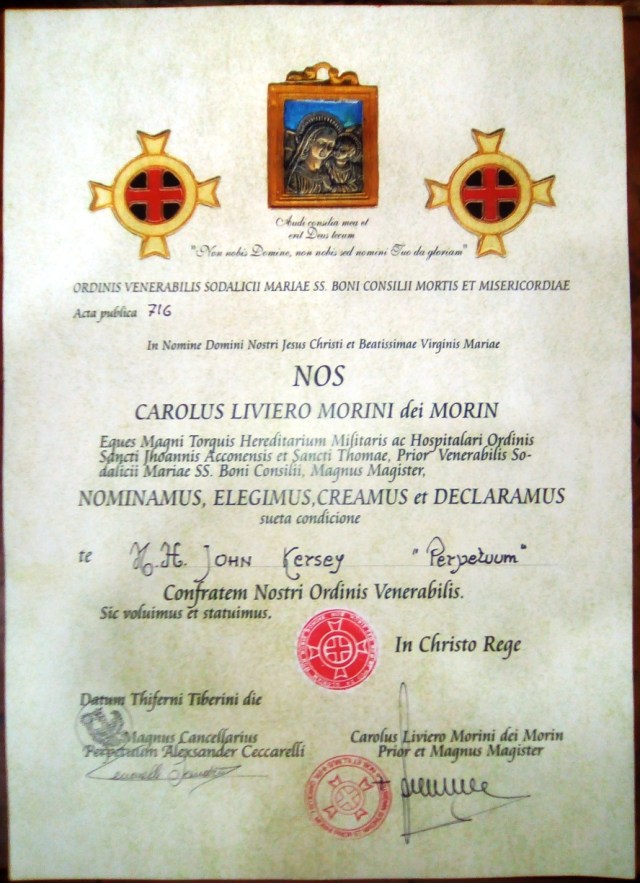 Audi consilia mea et
erit Deus tecum
"Non nobis Domine, non nobis sed nomini Tuo da gloriam"
ORDINIS VENERABILIS SODALICII MARIAE SS. BONI CONSILII MORTIS ET MISERICORDIAE
Acta publica 716
In Nomine Domini Nostri Jesus Christi et Beatissimae Virginis Mariae
NOS
CAROLUS LIVIERO MORINI dei MORIN
Eques Magni Torquis Hereditarium Militaris ac Hospitalari Ordinis
Sancti Jhoannis Acconensis et Sancti Thomae, Prior Venerabilis So-
dalicii Mariae SS. Boni Consilii, Magnus Magister,
NOMINAMUS, ELEGIMUS,CREAMUS et DECLARAMUS
sueta condicione
te H.H. John Kersey "Perpetuum"
Confratem Nostri Ordinis Venerabilis.
Sic voluimus et statuimus.
In Christo Rege
Datum Thiferni Tiberini die
Magnus Cancellarius
Perpetuum Alexsander Ceccarelli
Carolus Liviero Morini dei Morin
Prior et Magnus Magister